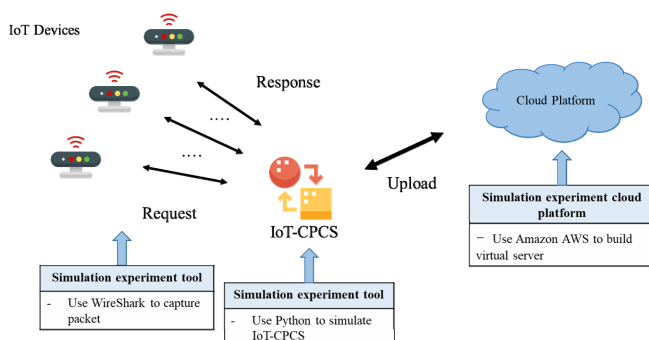 IoT Devices
Response
....
....
Request
IoT-CPCS
Upload
Cloud Platform
Simulation experiment tool
- Use WireShark to capture
packet
Simulation experiment tool
- Use Python to simulate
IoT-CPCS
Simulation experiment cloud
platform
– Use Amazon AWS to build
virtual server